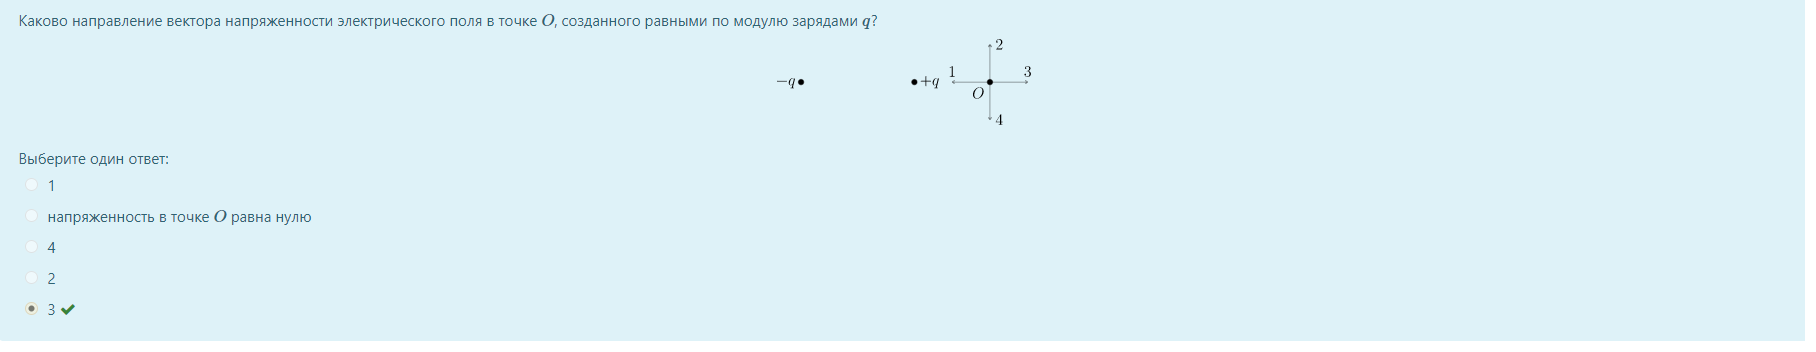 Каково направление вектора напряженности электрического поля в точке O, созданного равными по модулю зарядами q?
2
1 3
−q +q
O
4
Выберите один ответ:
1
напряженность в точке O равна нулю
4
2
3